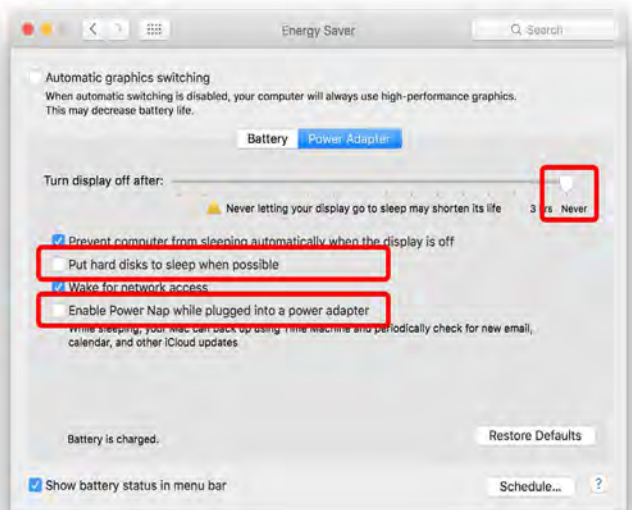 Energy Saver
Search
Automatic graphics switching
When automatic switching is disabled, your computer will always use high-performance graphics.
This may decrease battery life.
Battery Power Adapter
Turn display off after:
Never letting your display go to sleep may shorten its life 3 hrs Never
Prevent computer from sleeping automatically when the display is off
Put hard disks to sleep when possible
Wake for network access
Enable Power Nap while plugged into a power adapter
While sleeping, your Mac can back up using Time Machine and periodically check for new email,
calendar, and other iCloud updates
Battery is charged.
Restore Defaults
Show battery status in menu bar
Schedule...
?